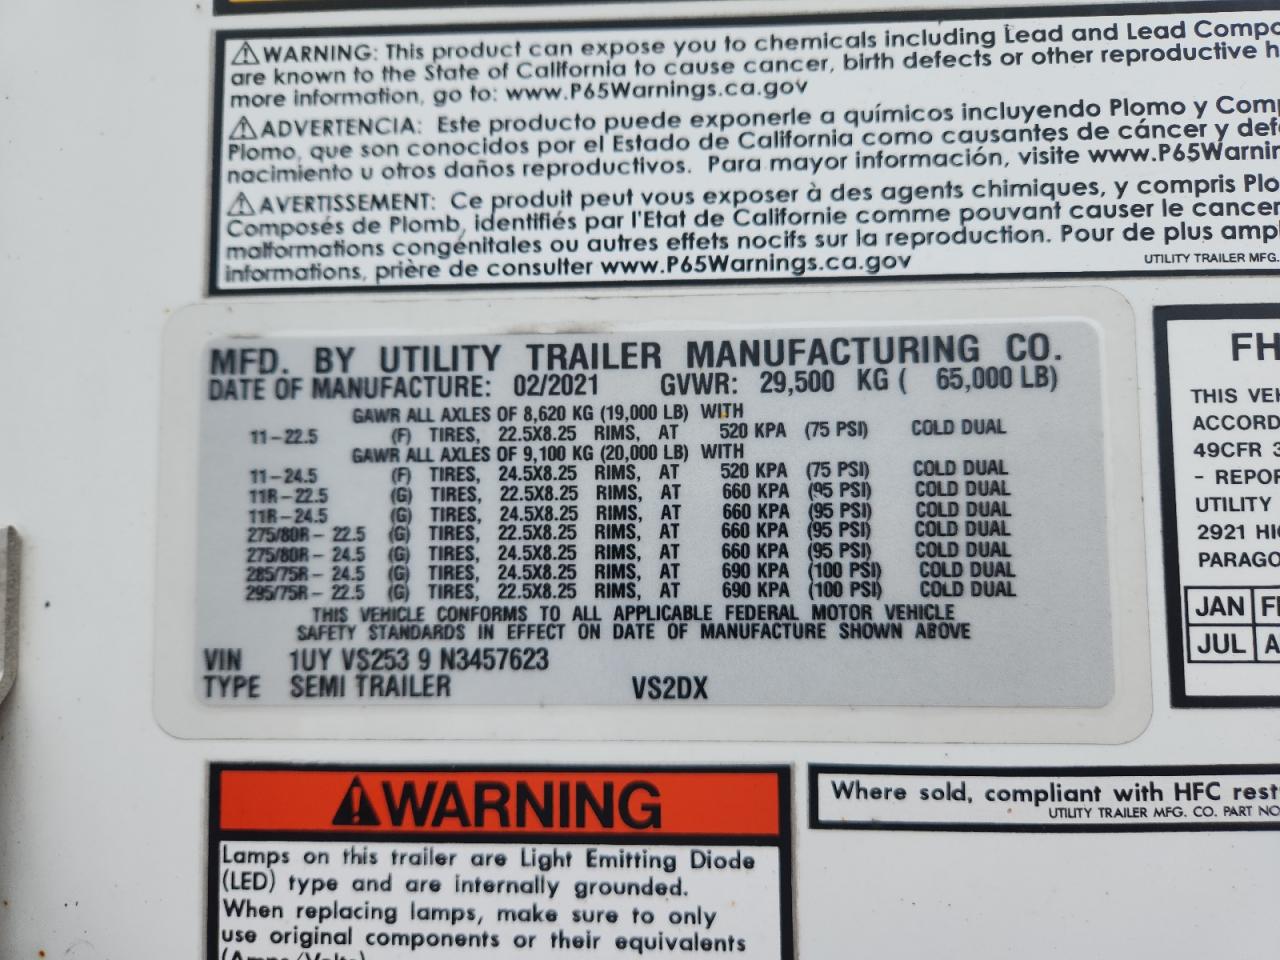 ⚠WARNING: This product can expose you to chemicals including Lead and Lead Compo
are known to the State of California to cause cancer, birth defects or other reproductive h
more information, go to: www.P65Warnings.ca.gov
⚠ADVERTENCIA: Este producto puede exponerle a químicos incluyendo Plomo y Comp
Plomo, que son conocidos por el Estado de California como causantes de cáncer y def
nacimiento u otros daños reproductivos. Para mayor información, visite www.P65Warnin
⚠AVERTISSEMENT: Ce produit peut vous exposer à des agents chimiques, y compris Plo
Composés de Plomb, identifiés par l'Etat de Californie comme pouvant causer le cancer
malformations congénitales ou autres effets nocifs sur la reproduction. Pour de plus ampl
informations, prière de consulter www.P65Warnings.ca.gov
UTILITY TRAILER MFG.
MFD. BY UTILITY TRAILER MANUFACTURING CO.
DATE OF MANUFACTURE: 02/2021 GVWR: 29,500 KG ( 65,000 LB)
GAWR ALL AXLES OF 8,620 KG (19,000 LB) WITH
11-22.5 (F) TIRES, 22.5X8.25 RIMS, AT 520 KPA (75 PSI) COLD DUAL
GAWR ALL AXLES OF 9,100 KG (20,000 LB) WITH
11-24.5 (F) TIRES, 24.5X8.25 RIMS, AT 520 KPA (75 PSI) COLD DUAL
11R-22.5 (G) TIRES, 22.5X8.25 RIMS, AT 660 KPA (95 PSI) COLD DUAL
11R-24.5 (G) TIRES, 24.5X8.25 RIMS, AT 660 KPA (95 PSI) COLD DUAL
275/80R- 22.5 (G) TIRES, 22.5X8.25 RIMS, AT 660 KPA (95 PSI) COLD DUAL
275/80R- 24.5 (G) TIRES, 24.5X8.25 RIMS, AT 660 KPA (95 PSI) COLD DUAL
285/75R- 24.5 (G) TIRES, 24.5X8.25 RIMS, AT 690 KPA (100 PSI) COLD DUAL
295/75R- 22.5 (G) TIRES, 22.5X8.25 RIMS, AT 690 KPA (100 PSI) COLD DUAL
THIS VEHICLE CONFORMS TO ALL APPLICABLE FEDERAL MOTOR VEHICLE
SAFETY STANDARDS IN EFFECT ON DATE OF MANUFACTURE SHOWN ABOVE
VIN 1UY VS253 9 N3457623
TYPE SEMI TRAILER VS2DX
FH
THIS VEH
ACCORD
49CFR 3
- REPOR
UTILITY
2921 HI
PARAGO
JAN F
JUL A
⚠WARNING
Lamps on this trailer are Light Emitting Diode
(LED) type and are internally grounded.
When replacing lamps, make sure to only
use original components or their equivalents
(Amps/Volts)
Where sold, compliant with HFC rest
UTILITY TRAILER MFG. CO. PART NO